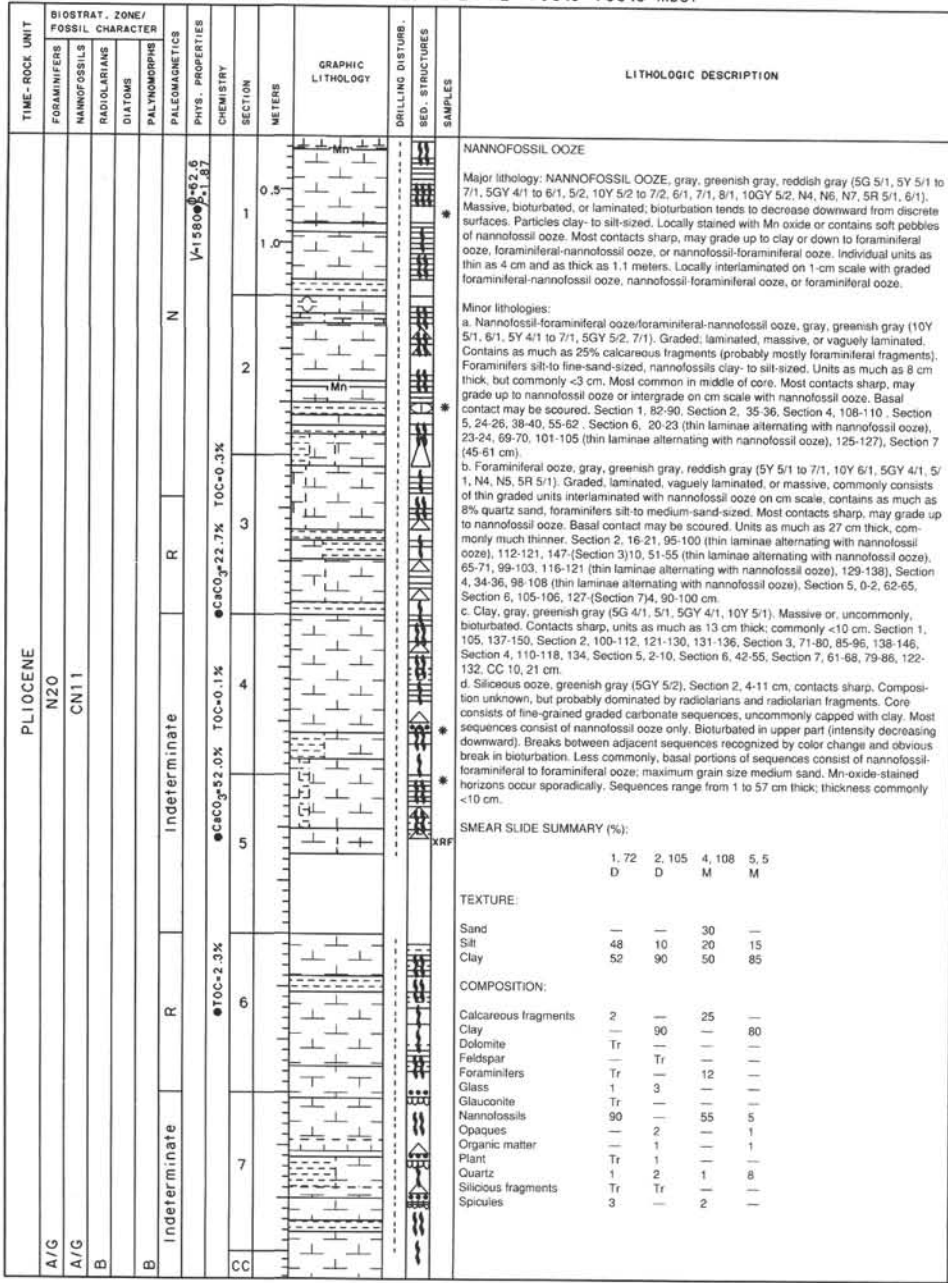 TIME-ROCK UNIT
BIOSTRAT. ZONE/
FOSSIL CHARACTER
FORAMINIFERS
NANNOFOSSILS
RADIOLARIANS
DIATOMS
PALYNOMORPHS
PALEOMAGNETICS
PHYS. PROPERTIES
CHEMISTRY
SECTION
METERS
GRAPHIC
LITHOLOGY
DRILLING DISTURB.
SED. STRUCTURES
SAMPLES
LITHOLOGIC DESCRIPTION
PLIOCENE
N20
A/G
CN11
A/G
B
B
N
R
Indeterminate
R
Indeterminate
V=1580
=62.6
=1.87
●CaCO3=22.7% TOC=0.3%
●CaCO3=52.0% TOC=0.1%
●TOC=2.3%
1
2
3
4
5
6
7
CC
0.5
1.0
Mn
Mn
*
*
*
*
XRF
NANNOFOSSIL OOZE
Major lithology: NANNOFOSSIL OOZE, gray, greenish gray, reddish gray (5G 5/1, 5Y 5/1 to
7/1, 5GY 4/1 to 6/1, 5/2, 10Y 5/2 to 7/2, 6/1, 7/1, 8/1, 10GY 5/2, N4, N6, N7, 5R 5/1, 6/1).
Massive, bioturbated, or laminated; bioturbation tends to decrease downward from discrete
surfaces. Particles clay- to silt-sized. Locally stained with Mn oxide or contains soft pebbles
of nannofossil ooze. Most contacts sharp, may grade up to clay or down to foraminiferal
ooze, foraminiferal-nannofossil ooze, or nannofossil-foraminiferal ooze. Individual units as
thin as 4 cm and as thick as 1.1 meters. Locally interlaminated on 1-cm scale with graded
foraminiferal-nannofossil ooze, nannofossil-foraminiferal ooze, or foraminiferal ooze.
Minor lithologies:
a. Nannofossil-foraminiferal ooze/foraminiferal-nannofossil ooze, gray, greenish gray (10Y
5/1, 6/1, 5Y 4/1 to 7/1, 5GY 5/2, 7/1). Graded; laminated, massive, or vaguely laminated.
Contains as much as 25% calcareous fragments (probably mostly foraminiferal fragments).
Foraminifers silt-to fine-sand-sized, nannofossils clay- to silt-sized. Units as much as 8 cm
thick, but commonly <3 cm. Most common in middle of core. Most contacts sharp, may
grade up to nannofossil ooze or intergrade on cm scale with nannofossil ooze. Basal
contact may be scoured. Section 1, 82-90, Section 2, 35-36, Section 4, 108-110 , Section
5, 24-26, 38-40, 55-62 , Section 6, 20-23 (thin laminae alternating with nannofossil ooze),
23-24, 69-70, 101-105 (thin laminae alternating with nannofossil ooze), 125-127), Section 7
(45-61 cm).
b. Foraminiferal ooze, gray, greenish gray, reddish gray (5Y 5/1 to 7/1, 10Y 6/1, 5GY 4/1, 5/
1, N4, N5, 5R 5/1). Graded, laminated, vaguely laminated, or massive, commonly consists
of thin graded units interlaminated with nannofossil ooze on cm scale, contains as much as
8% quartz sand, foraminifers silt-to medium-sand-sized. Most contacts sharp, may grade up
to nannofossil ooze. Basal contact may be scoured. Units as much as 27 cm thick, com-
monly much thinner. Section 2, 16-21, 95-100 (thin laminae alternating with nannofossil
ooze), 112-121, 147-(Section 3)10, 51-55 (thin laminae alternating with nannofossil ooze),
65-71, 99-103, 116-121 (thin laminae alternating with nannofossil ooze), 129-138), Section
4, 34-36, 98-108 (thin laminae alternating with nannofossil ooze), Section 5, 0-2, 62-65,
Section 6, 105-106, 127-(Section 7)4, 90-100 cm.
c. Clay, gray, greenish gray (5G 4/1, 5/1, 5GY 4/1, 10Y 5/1). Massive or, uncommonly,
bioturbated. Contacts sharp, units as much as 13 cm thick; commonly <10 cm. Section 1,
105, 137-150, Section 2, 100-112, 121-130, 131-136, Section 3, 71-80, 85-96, 138-146,
Section 4, 110-118, 134, Section 5, 2-10, Section 6, 42-55, Section 7, 61-68, 79-86, 122-
132, CC 10, 21 cm.
d. Siliceous ooze, greenish gray (5GY 5/2), Section 2, 4-11 cm, contacts sharp. Composi-
tion unknown, but probably dominated by radiolarians and radiolarian fragments. Core
consists of fine-grained graded carbonate sequences, uncommonly capped with clay. Most
sequences consist of nannofossil ooze only. Bioturbated in upper part (intensity decreasing
downward). Breaks between adjacent sequences recognized by color change and obvious
break in bioturbation. Less commonly, basal portions of sequences consist of nannofossil-
foraminiferal to foraminiferal ooze; maximum grain size medium sand. Mn-oxide-stained
horizons occur sporadically. Sequences range from 1 to 57 cm thick; thickness commonly
<10 cm.
SMEAR SLIDE SUMMARY (%):
1, 72 2, 105 4, 108 5, 5
D D M M
TEXTURE:
Sand — — 30 —
Silt 48 10 20 15
Clay 52 90 50 85
COMPOSITION:
Calcareous fragments 2 — 25 —
Clay — 90 — 80
Dolomite Tr — — —
Feldspar — Tr — —
Foraminifers Tr — 12 —
Glass 1 3 — —
Glauconite Tr — — —
Nannofossils 90 — 55 5
Opaques — 2 — 1
Organic matter — 1 — 1
Plant Tr 1 — —
Quartz 1 2 1 8
Silicious fragments Tr Tr — —
Spicules 3 — 2 —